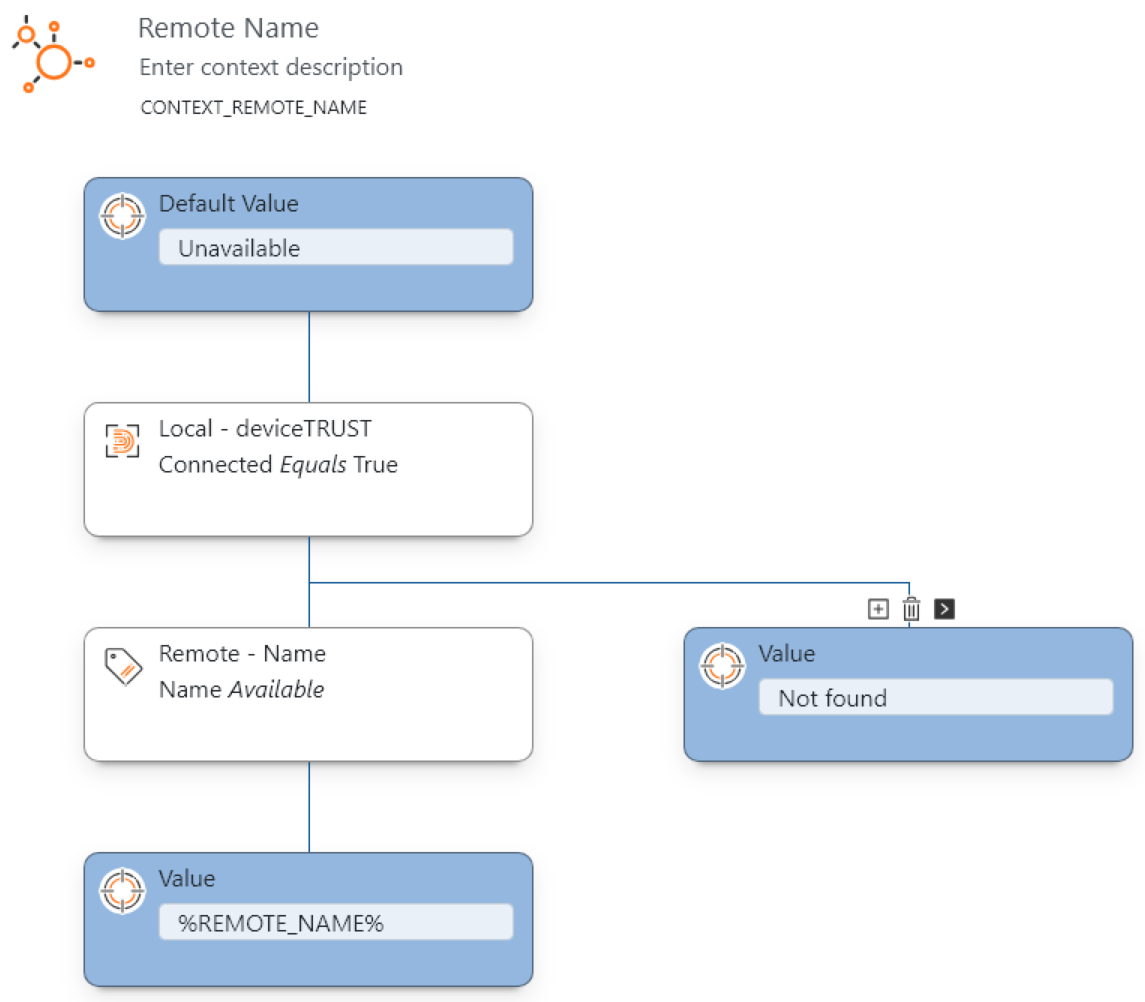 Remote Name
Enter context description
CONTEXT_REMOTE_NAME
Default Value
Unavailable
Local - deviceTRUST
Connected Equals True
Remote - Name
Name Available
Value
Not found
Value
%REMOTE_NAME%